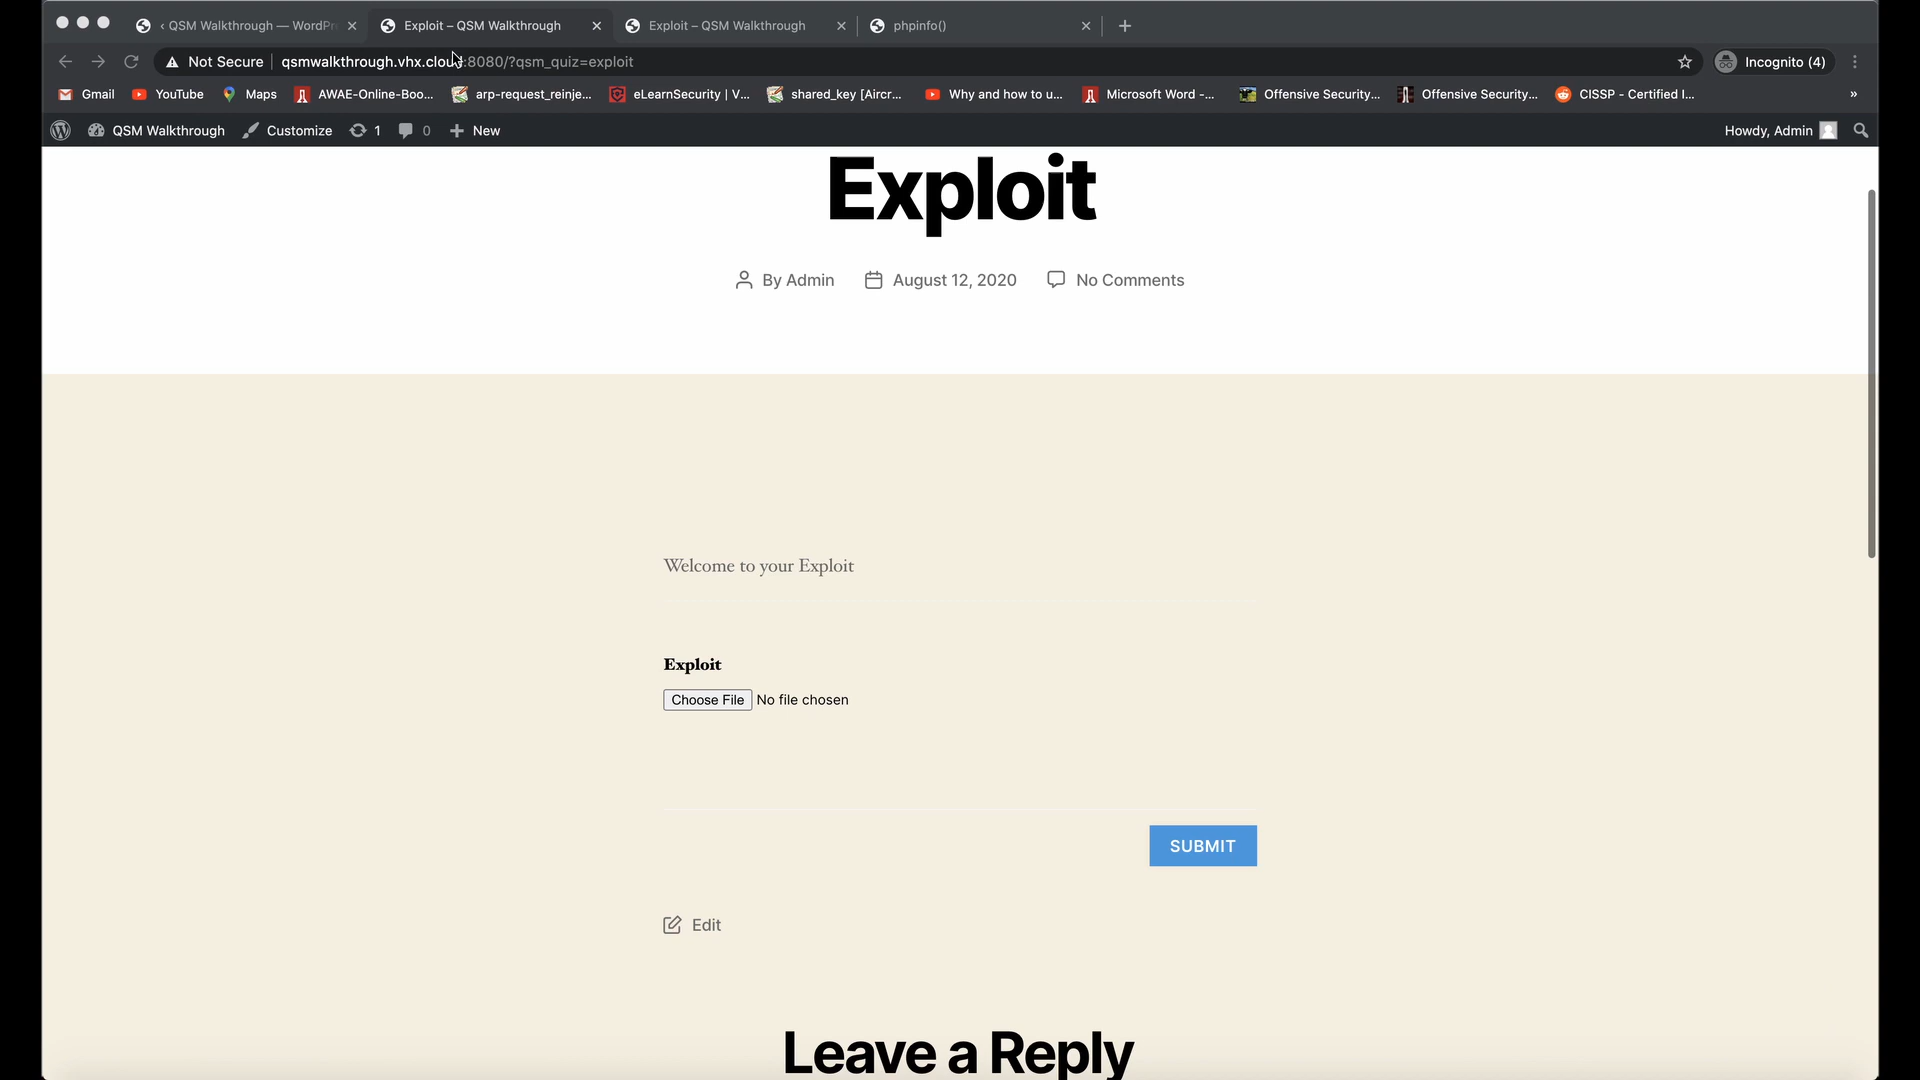 ‹ QSM Walkthrough — WordPr
Exploit – QSM Walkthrough
Exploit – QSM Walkthrough
phpinfo()
Not Secure
qsmwalkthrough.vhx.cloud:8080/?qsm_quiz=exploit
Incognito (4)
Gmail
YouTube
Maps
AWAE-Online-Boo...
arp-request_reinje...
eLearnSecurity | V...
shared_key [Aircr...
Why and how to u...
Microsoft Word -...
Offensive Security...
Offensive Security...
CISSP - Certified I...
»
QSM Walkthrough
Customize
1
0
New
Howdy, Admin
Exploit
By Admin
August 12, 2020
No Comments
Welcome to your Exploit
Exploit
Choose File No file chosen
SUBMIT
Edit
Leave a Reply